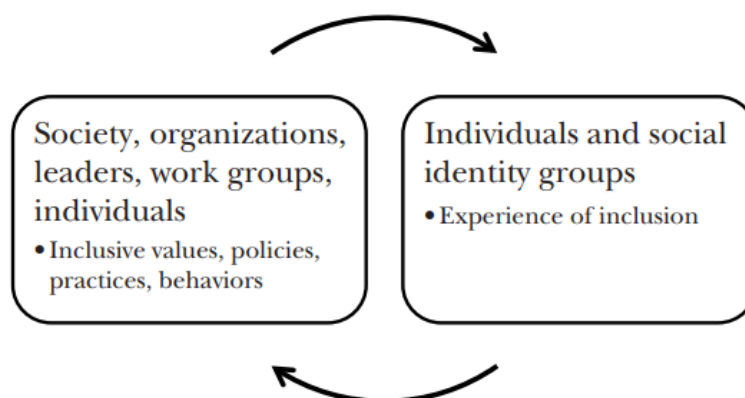 Society, organizations,
leaders, work groups,
individuals
• Inclusive values, policies,
practices, behaviors
Individuals and social
identity groups
• Experience of inclusion